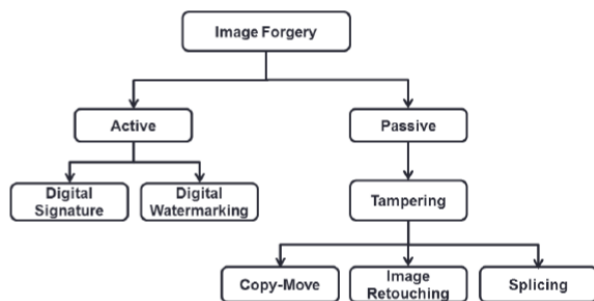 Image Forgery
Active
Passive
Digital
Signature
Digital
Watermarking
Tampering
Copy-Move
Image
Retouching
Splicing